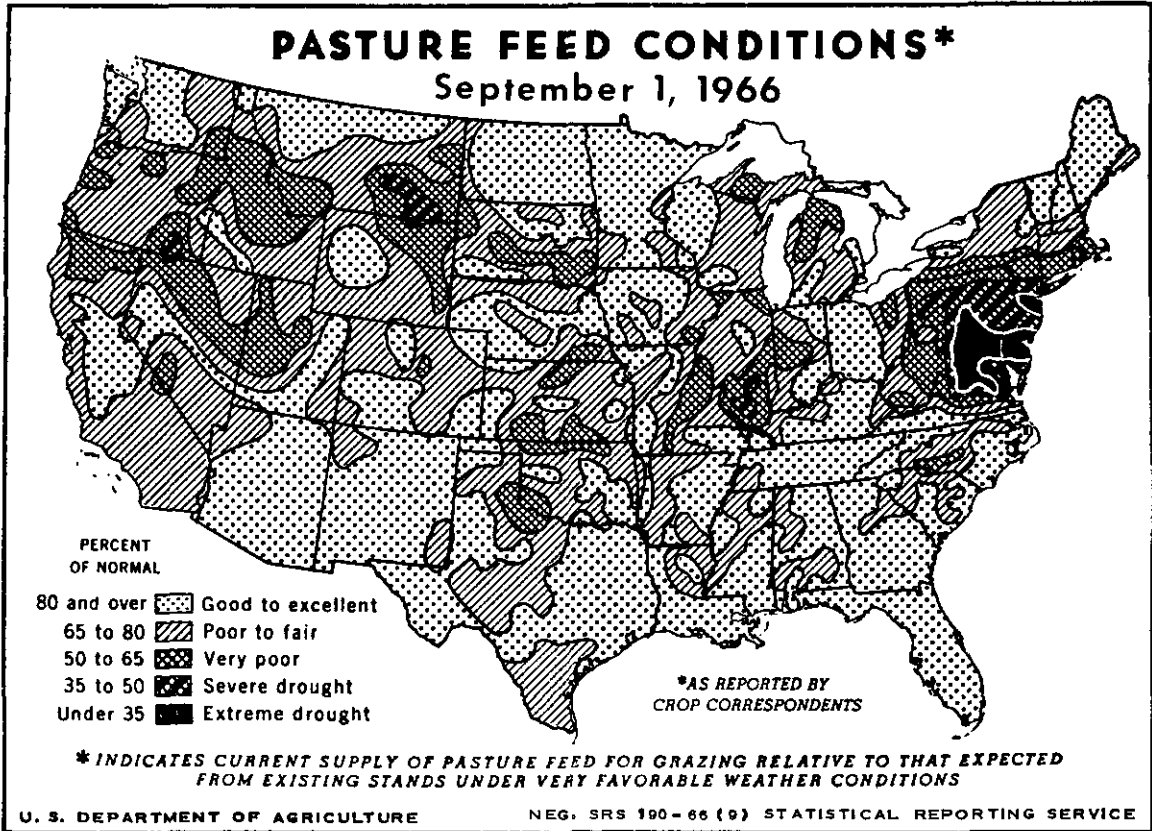 PASTURE FEED CONDITIONS*
September 1, 1966
PERCENT
OF NORMAL
80 and over Good to excellent
65 to 80 Poor to fair
50 to 65 Very poor
35 to 50 Severe drought
Under 35 Extreme drought
*AS REPORTED BY
CROP CORRESPONDENTS
* INDICATES CURRENT SUPPLY OF PASTURE FEED FOR GRAZING RELATIVE TO THAT EXPECTED
FROM EXISTING STANDS UNDER VERY FAVORABLE WEATHER CONDITIONS
U. S. DEPARTMENT OF AGRICULTURE NEG. SRS 190-66 (9) STATISTICAL REPORTING SERVICE